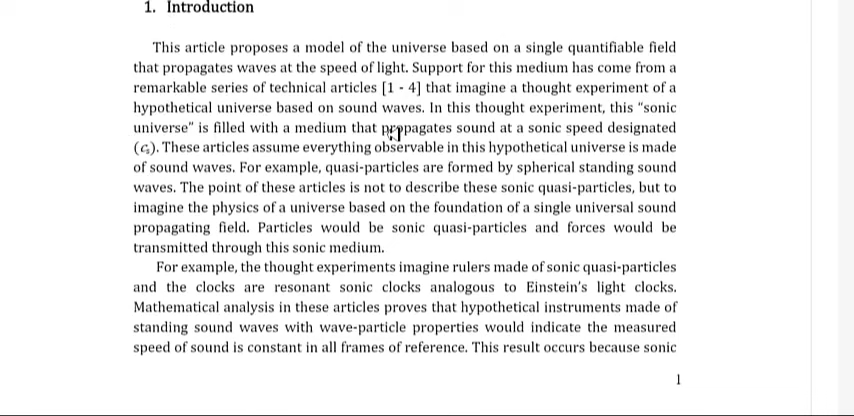 1. Introduction
This article proposes a model of the universe based on a single quantifiable field
that propagates waves at the speed of light. Support for this medium has come from a
remarkable series of technical articles [1 - 4] that imagine a thought experiment of a
hypothetical universe based on sound waves. In this thought experiment, this “sonic
universe” is filled with a medium that propagates sound at a sonic speed designated
(cs). These articles assume everything observable in this hypothetical universe is made
of sound waves. For example, quasi-particles are formed by spherical standing sound
waves. The point of these articles is not to describe these sonic quasi-particles, but to
imagine the physics of a universe based on the foundation of a single universal sound
propagating field. Particles would be sonic quasi-particles and forces would be
transmitted through this sonic medium.
For example, the thought experiments imagine rulers made of sonic quasi-particles
and the clocks are resonant sonic clocks analogous to Einstein’s light clocks.
Mathematical analysis in these articles proves that hypothetical instruments made of
standing sound waves with wave-particle properties would indicate the measured
speed of sound is constant in all frames of reference. This result occurs because sonic
1